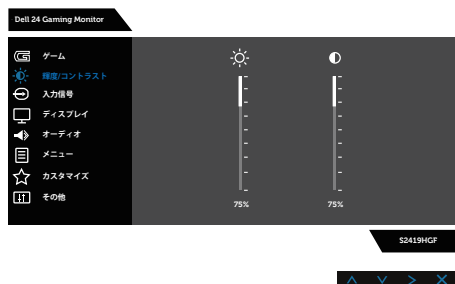 Dell 24 Gaming Monitor
ゲーム
輝度/コントラスト
入力信号
ディスプレイ
オーディオ
メニュー
カスタマイズ
その他
75% 75%
S2419HGF